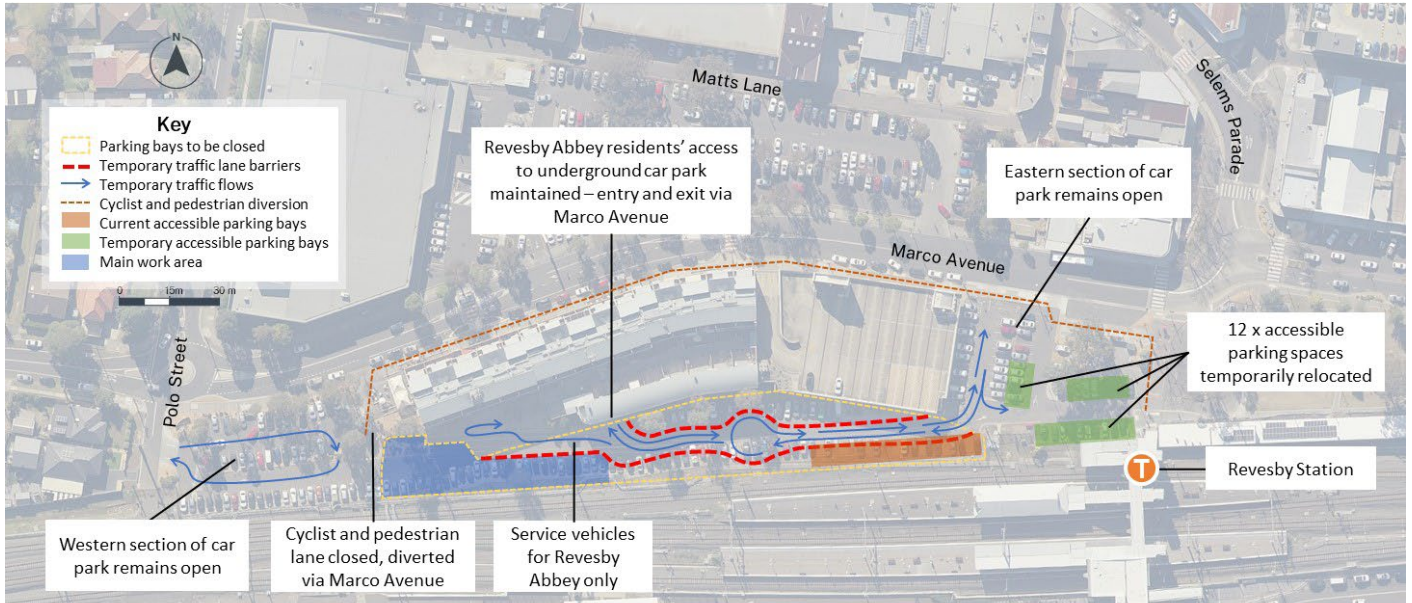 N
Key
Parking bays to be closed
Temporary traffic lane barriers
Temporary traffic flows
Cyclist and pedestrian diversion
Current accessible parking bays
Temporary accessible parking bays
Main work area
0 15m 30 m
Matts Lane
Selems Parade
Revesby Abbey residents’ access
to underground car park
maintained – entry and exit via
Marco Avenue
Eastern section of car
park remains open
Marco Avenue
12 x accessible
parking spaces
temporarily relocated
Polo Street
T
Revesby Station
Western section of car
park remains open
Cyclist and pedestrian
lane closed, diverted
via Marco Avenue
Service vehicles
for Revesby
Abbey only